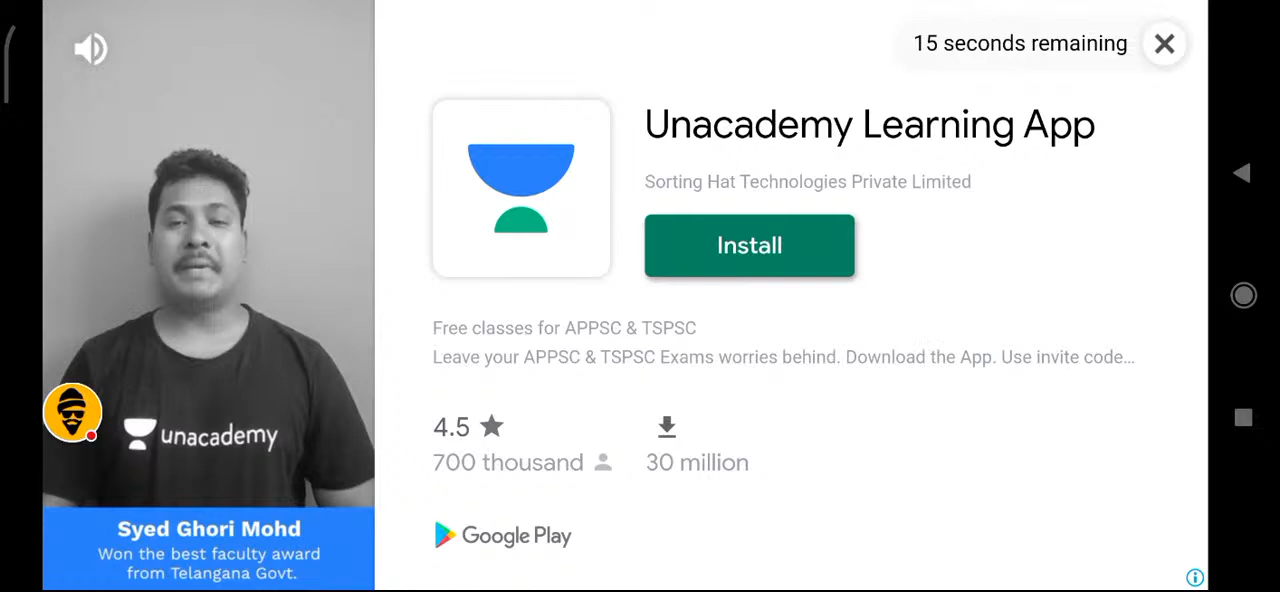 15 seconds remaining
Unacademy Learning App
Sorting Hat Technologies Private Limited
Install
Free classes for APPSC & TSPSC
Leave your APPSC & TSPSC Exams worries behind. Download the App. Use invite code...
4.5
700 thousand
30 million
Google Play
unacademy
Syed Ghori Mohd
Won the best faculty award
from Telangana Govt.